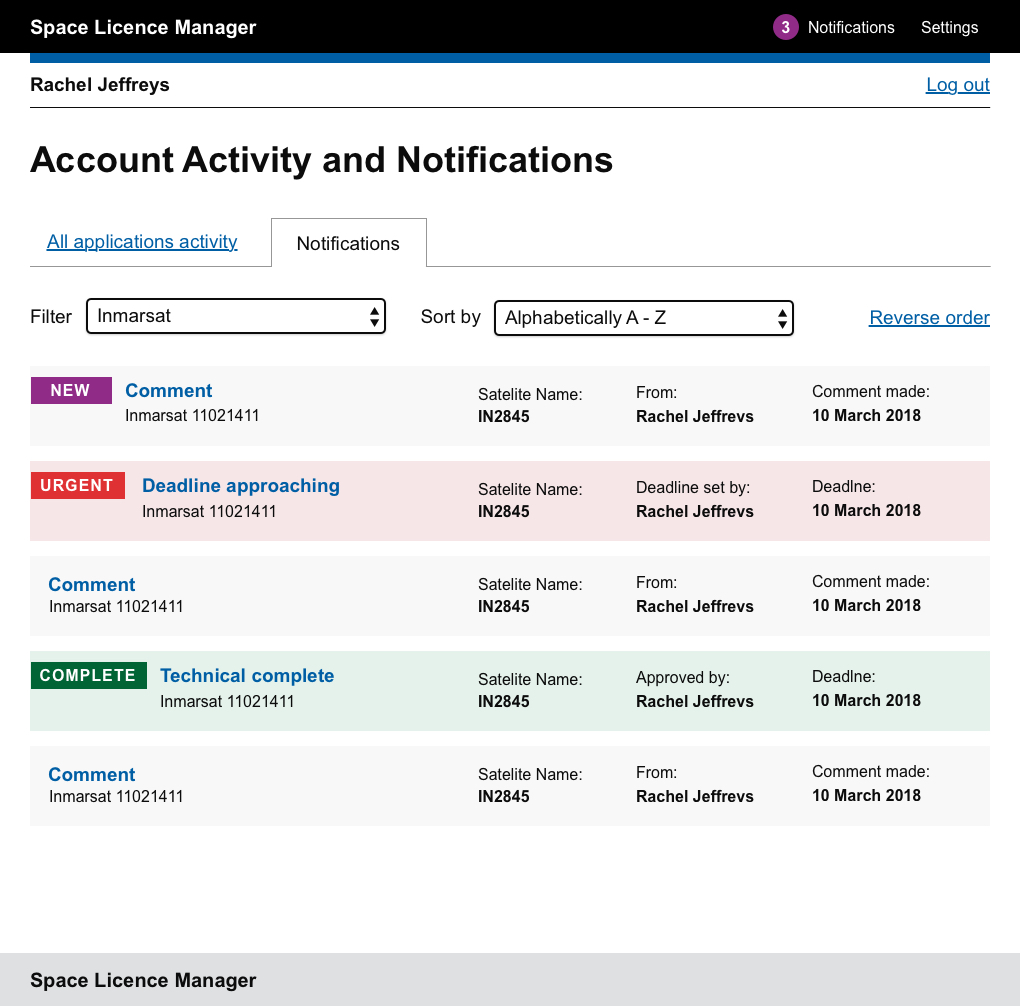 Space Licence Manager
3 Notifications Settings
Rachel Jeffreys
Log out
Account Activity and Notifications
All applications activity
Notifications
Filter Inmarsat Sort by Alphabetically A - Z Reverse order
NEW Comment Satelite Name: From: Comment made:
Inmarsat 11021411 IN2845 Rachel Jeffrevs 10 March 2018
URGENT Deadline approaching Satelite Name: Deadline set by: Deadlne:
Inmarsat 11021411 IN2845 Rachel Jeffrevs 10 March 2018
Comment Satelite Name: From: Comment made:
Inmarsat 11021411 IN2845 Rachel Jeffrevs 10 March 2018
COMPLETE Technical complete Satelite Name: Approved by: Deadlne:
Inmarsat 11021411 IN2845 Rachel Jeffrevs 10 March 2018
Comment Satelite Name: From: Comment made:
Inmarsat 11021411 IN2845 Rachel Jeffrevs 10 March 2018
Space Licence Manager